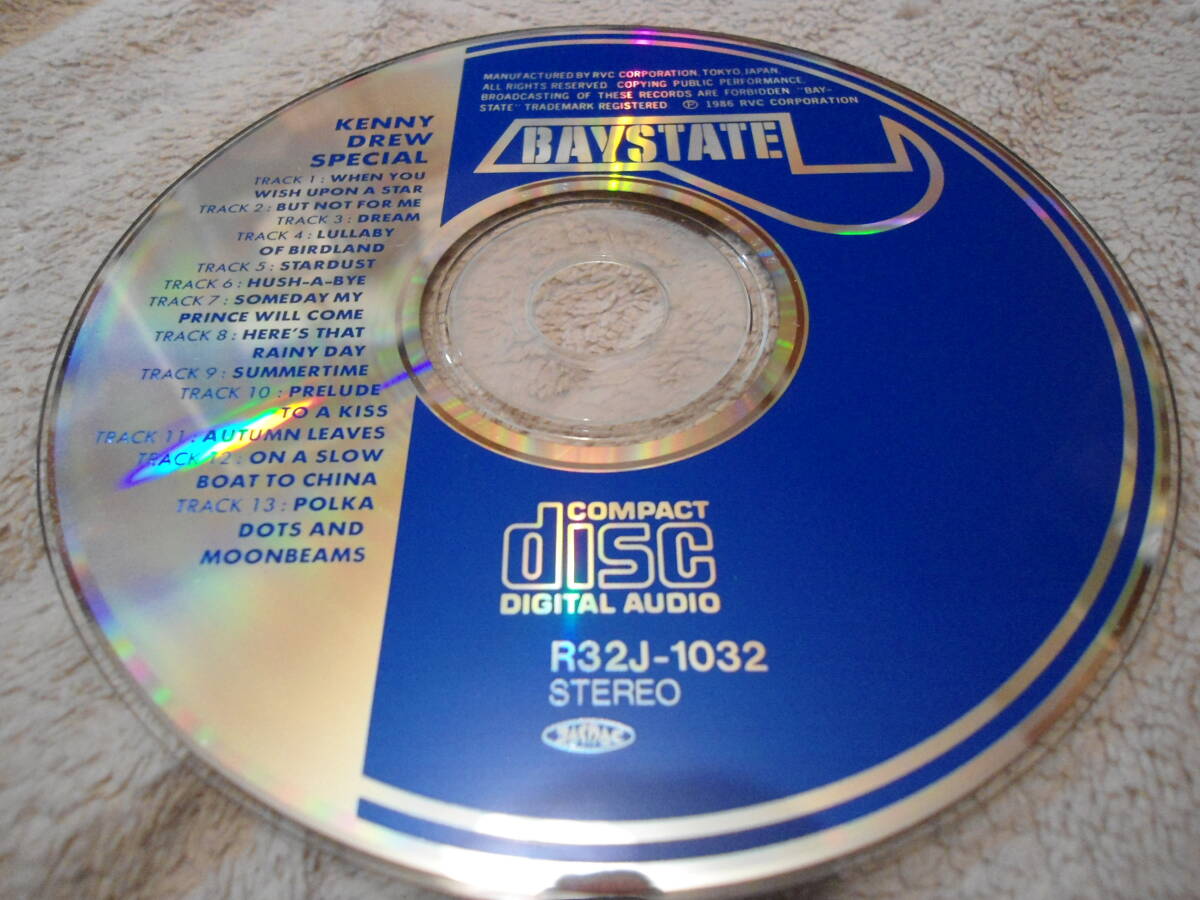 MANUFACTURED BY RVC CORPORATION, TOKYO, JAPAN.
ALL RIGHTS RESERVED COPYING PUBLIC PERFORMANCE.
BROADCASTING OF THESE RECORDS ARE FORBIDDEN "BAY-
STATE" TRADEMARK REGISTERED Ⓟ 1986 RVC CORPORATION
BAYSTATE
KENNY
DREW
SPECIAL
TRACK 1 : WHEN YOU
WISH UPON A STAR
TRACK 2 : BUT NOT FOR ME
TRACK 3 : DREAM
TRACK 4 : LULLABY
OF BIRDLAND
TRACK 5 : STARDUST
TRACK 6 : HUSH-A-BYE
TRACK 7 : SOMEDAY MY
PRINCE WILL COME
TRACK 8 : HERE'S THAT
RAINY DAY
TRACK 9 : SUMMERTIME
TRACK 10 : PRELUDE
TO A KISS
TRACK 11 : AUTUMN LEAVES
TRACK 12 : ON A SLOW
BOAT TO CHINA
TRACK 13 : POLKA
DOTS AND
MOONBEAMS
COMPACT
disc
DIGITAL AUDIO
R32J-1032
STEREO